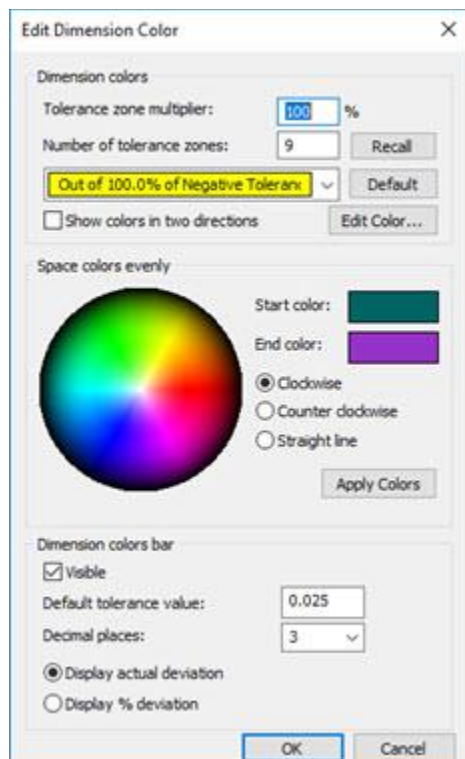 Edit Dimension Color
Dimension colors
Tolerance zone multiplier: 100 %
Number of tolerance zones: 9 Recall
Out of 100.0% of Negative Toleranc Default
Show colors in two directions Edit Color...
Space colors evenly
Start color:
End color:
Clockwise
Counter clockwise
Straight line
Apply Colors
Dimension colors bar
Visible
Default tolerance value: 0.025
Decimal places: 3
Display actual deviation
Display % deviation
OK Cancel